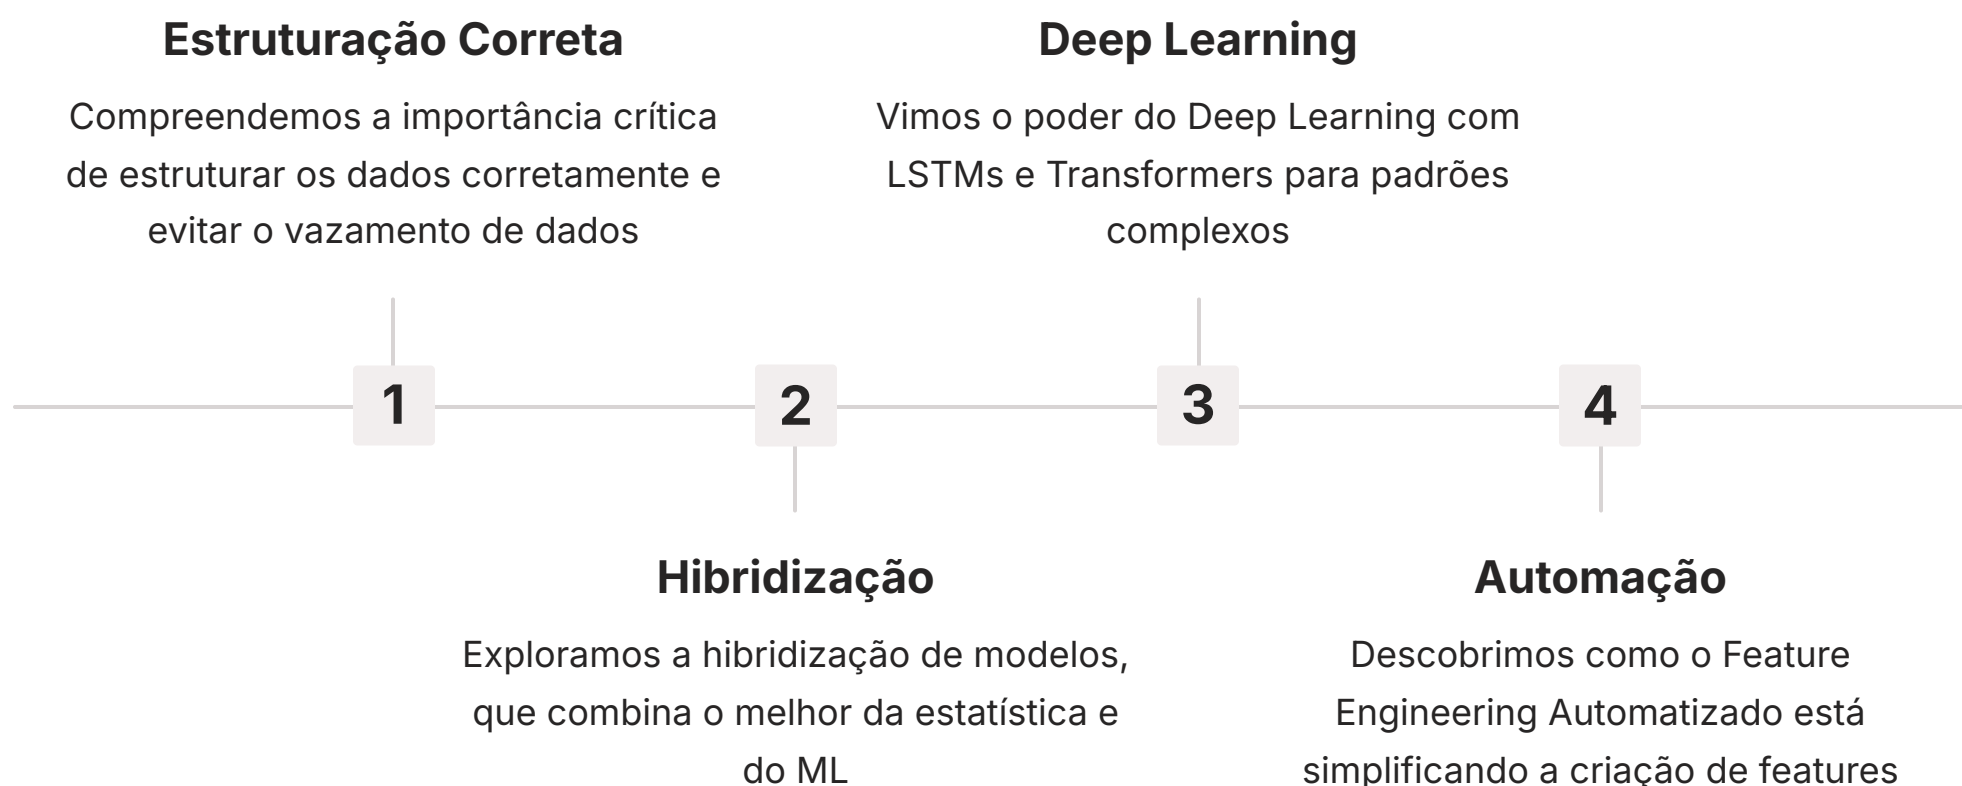 Estruturação Correta
Compreendemos a importância crítica
de estruturar os dados corretamente e
evitar o vazamento de dados
Deep Learning
Vimos o poder do Deep Learning com
LSTMs e Transformers para padrões
complexos
1
2
3
4
Hibridização
Exploramos a hibridização de modelos,
que combina o melhor da estatística e
do ML
Automação
Descobrimos como o Feature
Engineering Automatizado está
simplificando a criação de features